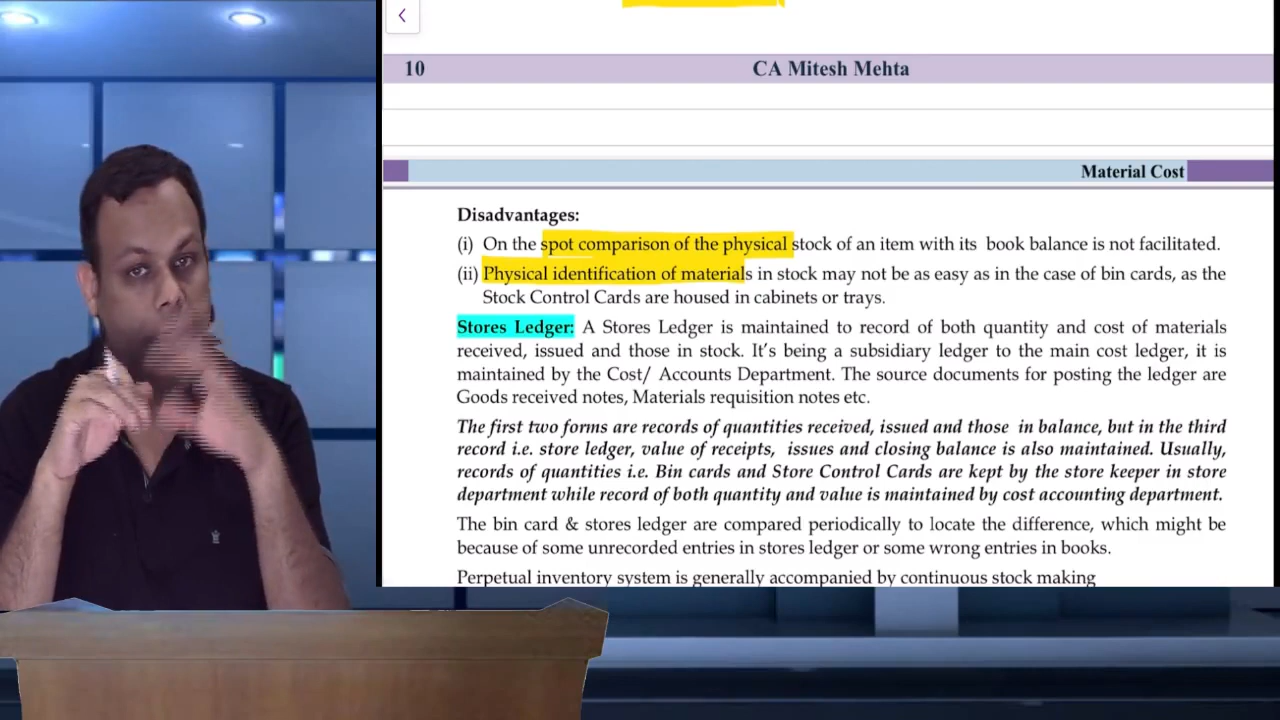 10
CA Mitesh Mehta
Material Cost
Disadvantages:
(i) On the spot comparison of the physical stock of an item with its book balance is not facilitated.
(ii) Physical identification of materials in stock may not be as easy as in the case of bin cards, as the
Stock Control Cards are housed in cabinets or trays.
Stores Ledger: A Stores Ledger is maintained to record of both quantity and cost of materials
received, issued and those in stock. It's being a subsidiary ledger to the main cost ledger, it is
maintained by the Cost/ Accounts Department. The source documents for posting the ledger are
Goods received notes, Materials requisition notes etc.
The first two forms are records of quantities received, issued and those in balance, but in the third
record i.e. store ledger, value of receipts, issues and closing balance is also maintained. Usually,
records of quantities i.e. Bin cards and Store Control Cards are kept by the store keeper in store
department while record of both quantity and value is maintained by cost accounting department.
The bin card & stores ledger are compared periodically to locate the difference, which might be
because of some unrecorded entries in stores ledger or some wrong entries in books.
Perpetual inventory system is generally accompanied by continuous stock making